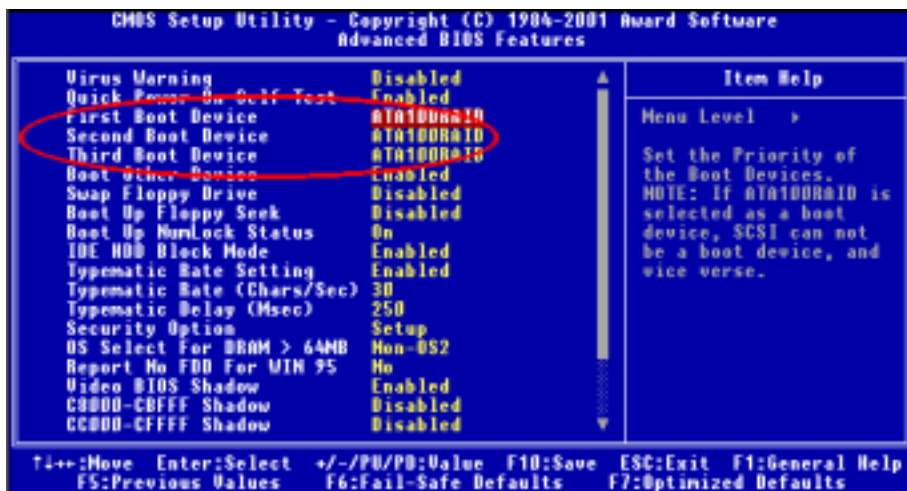 CMOS Setup Utility - Copyright (C) 1984-2001 Award Software
Advanced BIOS Features
Virus Warning Disabled
Quick Power On Self Test Enabled
First Boot Device ATA100RAID
Second Boot Device ATA100RAID
Third Boot Device ATA100RAID
Boot Other Device Enabled
Swap Floppy Drive Disabled
Boot Up Floppy Seek Disabled
Boot Up NumLock Status On
IDE HDD Block Mode Enabled
Typematic Rate Setting Enabled
Typematic Rate (Chars/Sec) 30
Typematic Delay (Msec) 250
Security Option Setup
OS Select For DRAM > 64MB Non-OS2
Report No FDD For WIN 95 No
Video BIOS Shadow Enabled
C8000-CBFFF Shadow Disabled
CC000-CFFFF Shadow Disabled
Item Help
Menu Level ▸
Set the Priority of
the Boot Devices.
NOTE: If ATA100RAID is
selected as a boot
device, SCSI can not
be a boot device, and
vice verse.
↑↓←→:Move Enter:Select +/-/PU/PD:Value F10:Save ESC:Exit F1:General Help
F5:Previous Values F6:Fail-Safe Defaults F7:Optimized Defaults